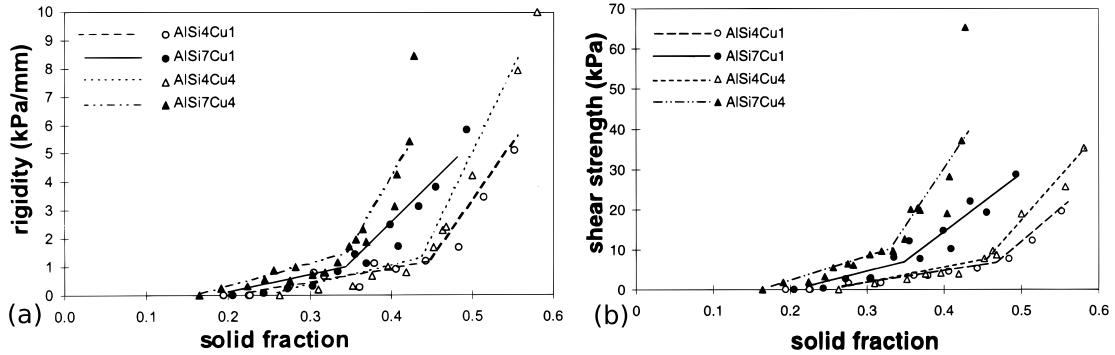 rigidity (kPa/mm)
10
9
8
7
6
5
4
3
2
1
0
AlSi4Cu1
AlSi7Cu1
AlSi4Cu4
AlSi7Cu4
0.0 0.1 0.2 0.3 0.4 0.5 0.6
solid fraction
(a)
shear strength (kPa)
70
60
50
40
30
20
10
0
AlSi4Cu1
AlSi7Cu1
AlSi4Cu4
AlSi7Cu4
0 0.1 0.2 0.3 0.4 0.5 0.6
solid fraction
(b)